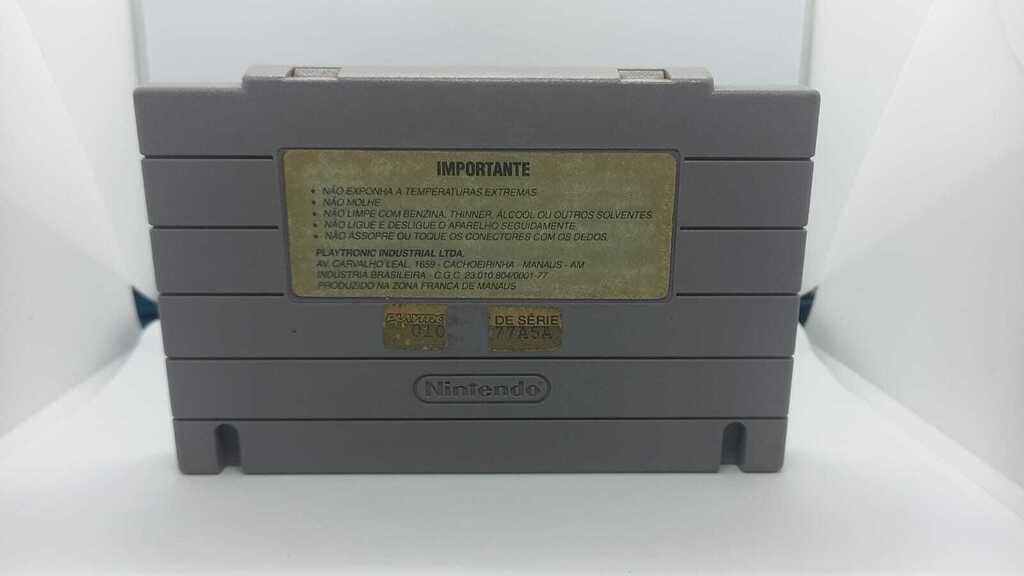 IMPORTANTE
• NÃO EXPONHA A TEMPERATURAS EXTREMAS
• NÃO MOLHE
• NÃO LIMPE COM BENZINA, THINNER, ÁLCOOL OU OUTROS SOLVENTES
• NÃO LIGUE E DESLIGUE O APARELHO SEGUIDAMENTE
• NÃO ASSOPRE OU TOQUE OS CONECTORES COM OS DEDOS.
PLAYTRONIC INDUSTRIAL LTDA.
AV. CARVALHO LEAL, 1659 - CACHOEIRINHA - MANAUS - AM
INDÚSTRIA BRASILEIRA - C.G.C. 23.010.804/0001-77
PRODUZIDO NA ZONA FRANCA DE MANAUS
DE SÉRIE
010 77A5A
Nintendo